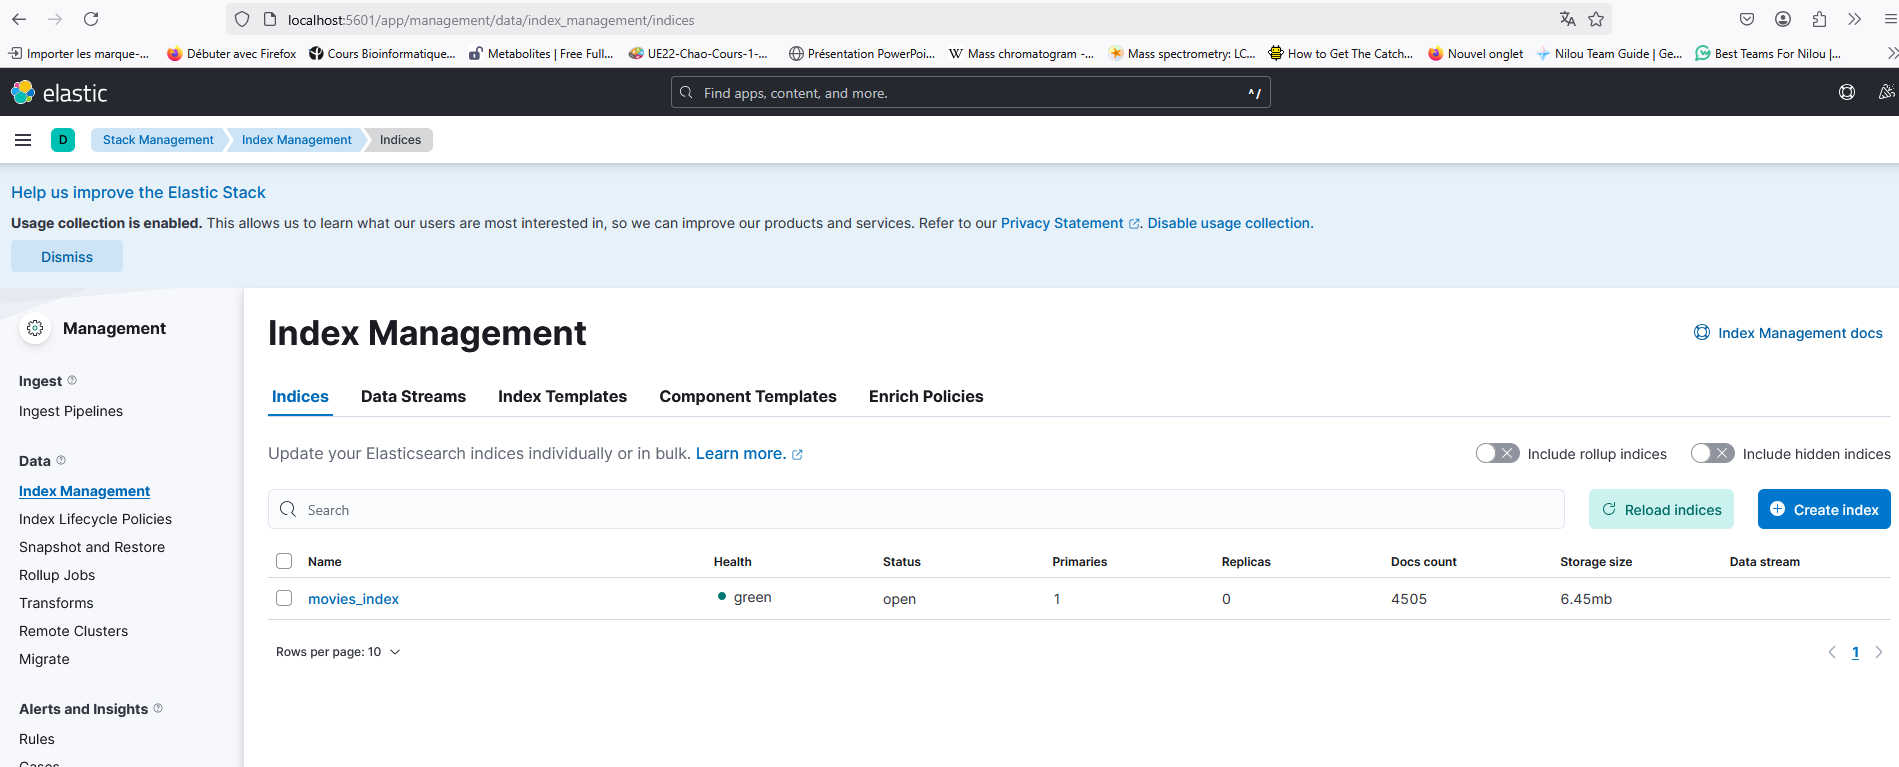 localhost:5601/app/management/data/index_management/indices
Importer les marque-... Débuter avec Firefox Cours Bioinformatique... Metabolites | Free Full... UE22-Chao-Cours-1-... Présentation PowerPoi... Mass chromatogram -... Mass spectrometry: LC... How to Get The Catch... Nouvel onglet Nilou Team Guide | Ge... Best Teams For Nilou |...
elastic Find apps, content, and more. ^/
D Stack Management Index Management Indices
Help us improve the Elastic Stack
Usage collection is enabled. This allows us to learn what our users are most interested in, so we can improve our products and services. Refer to our Privacy Statement. Disable usage collection.
Dismiss
Management
Ingest
Ingest Pipelines
Data
Index Management
Index Lifecycle Policies
Snapshot and Restore
Rollup Jobs
Transforms
Remote Clusters
Migrate
Alerts and Insights
Rules
Cases
Index Management
Index Management docs
Indices Data Streams Index Templates Component Templates Enrich Policies
Update your Elasticsearch indices individually or in bulk. Learn more.
Include rollup indices Include hidden indices
Search Reload indices Create index
Name Health Status Primaries Replicas Docs count Storage size Data stream
movies_index green open 1 0 4505 6.45mb
Rows per page: 10 1